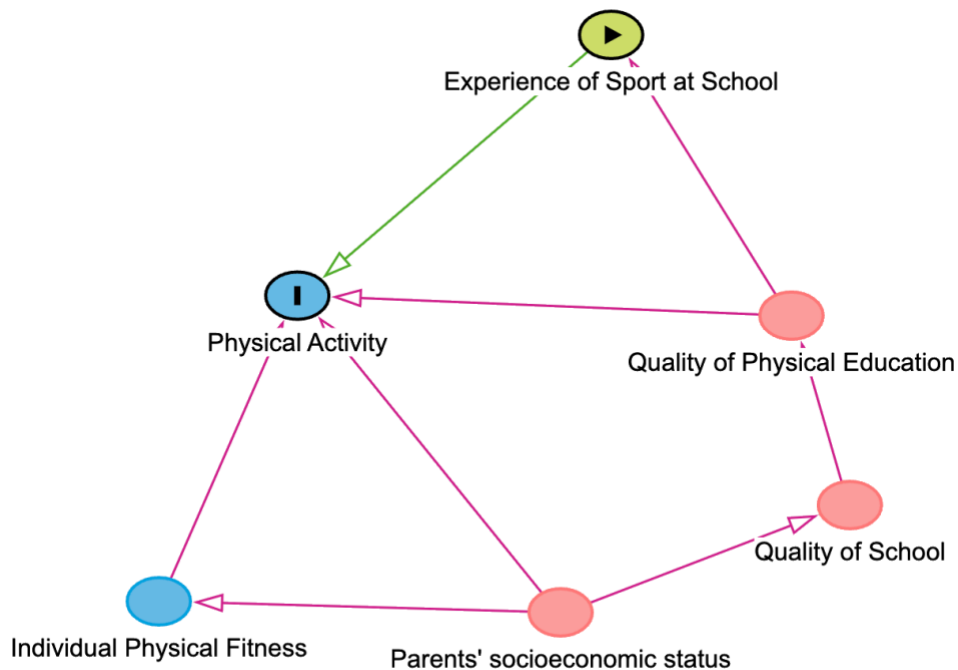 Experience of Sport at School
Physical Activity
Quality of Physical Education
Quality of School
Individual Physical Fitness
Parents' socioeconomic status